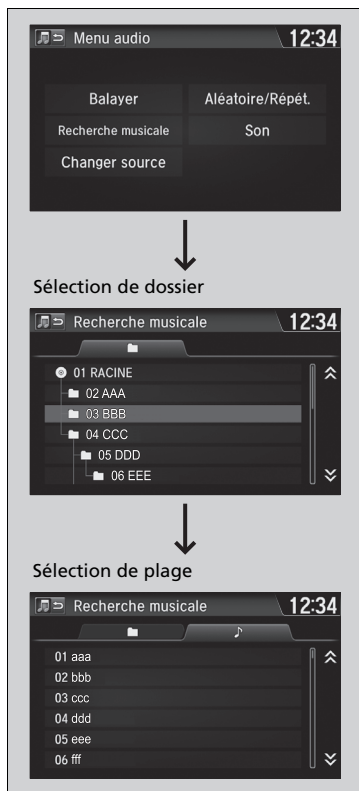 Menu audio 12:34
Balayer Aléatoire/Répét.
Recherche musicale Son
Changer source
Sélection de dossier
Recherche musicale 12:34
01 RACINE
02 AAA
03 BBB
04 CCC
05 DDD
06 EEE
Sélection de plage
Recherche musicale 12:34
01 aaa
02 bbb
03 ccc
04 ddd
05 eee
06 fff